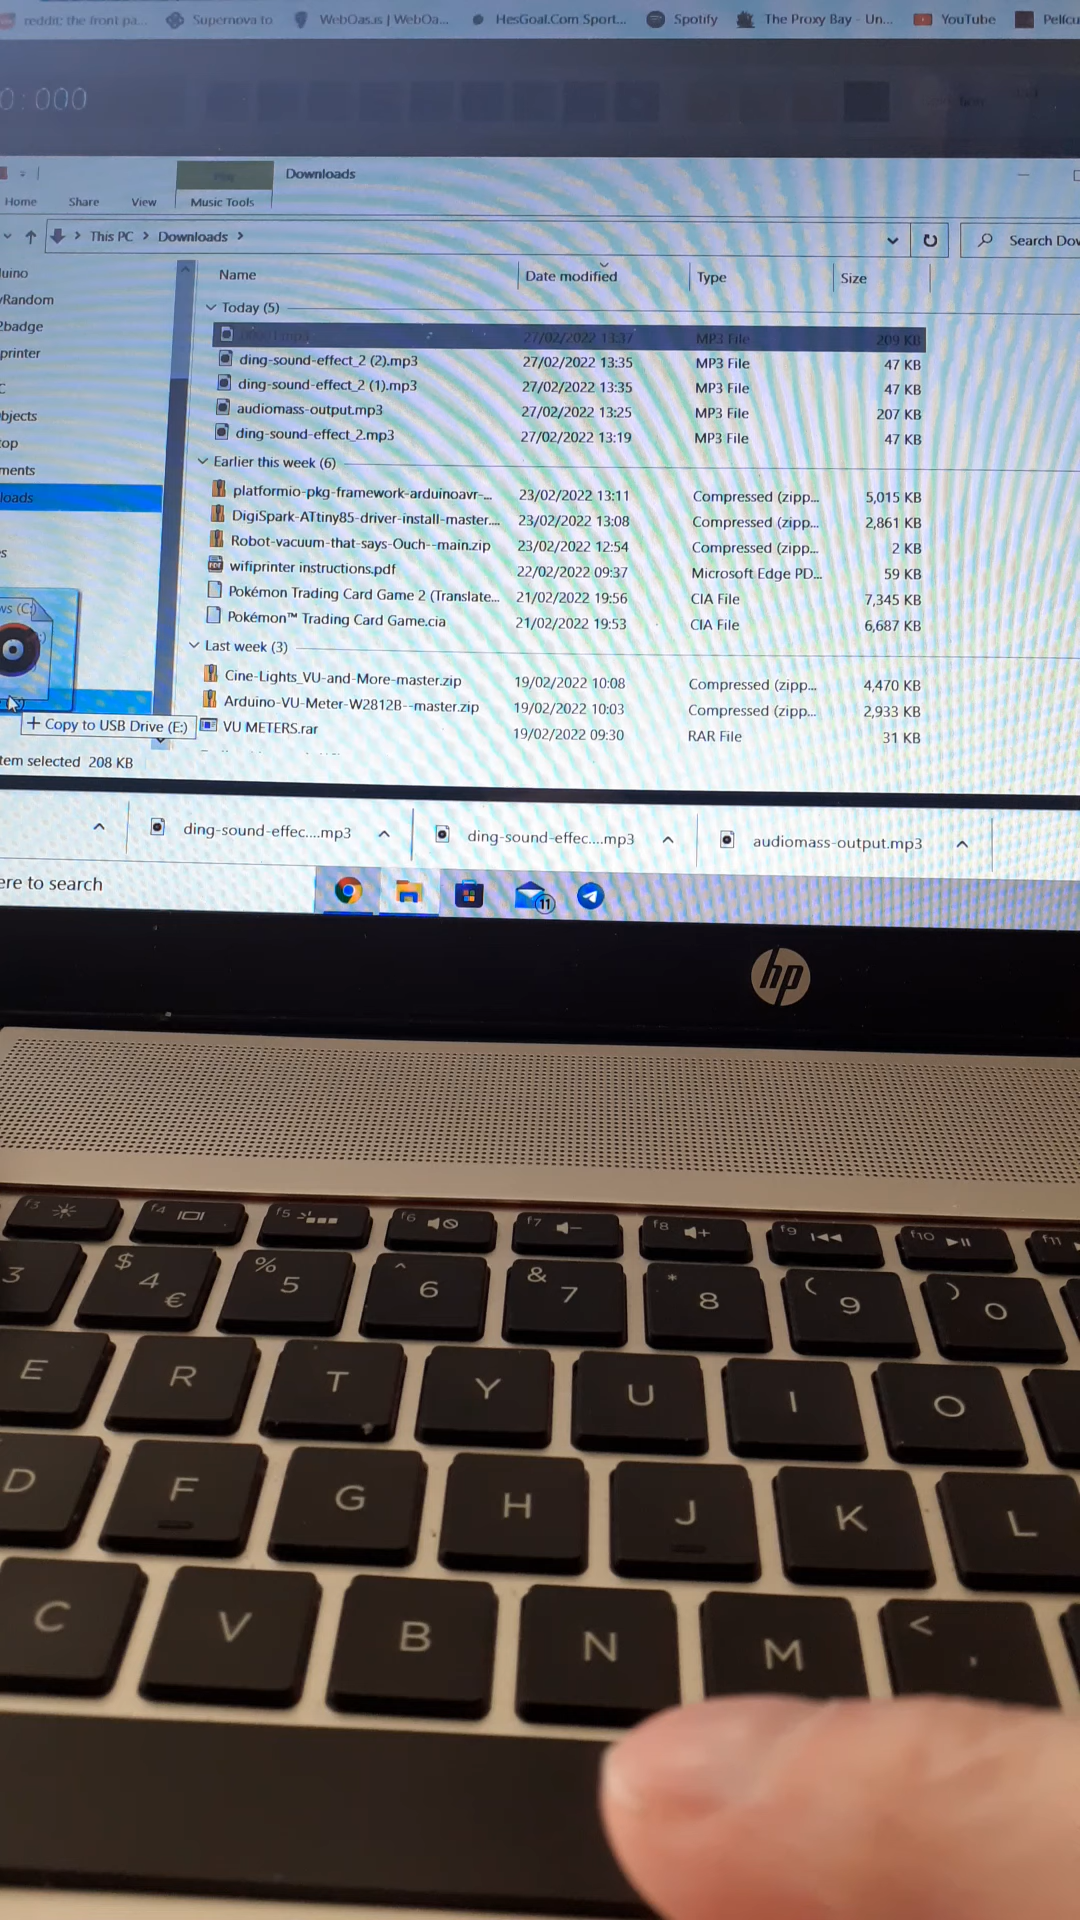 reddit: the front pa...
Supernova to
WebOas.is | WebOa...
HesGoal.Com Sport...
Spotify
The Proxy Bay - Un...
YouTube
0:000
Downloads
Home Share View Music Tools
This PC > Downloads >
Search Dow
Name Date modified Type Size
uino
Random
2badge
printer
bjects
op
ments
loads
s
ws (C:)
Today (5)
27/02/2022 13:37 MP3 File 209 KB
ding-sound-effect_2 (2).mp3 27/02/2022 13:35 MP3 File 47 KB
ding-sound-effect_2 (1).mp3 27/02/2022 13:35 MP3 File 47 KB
audiomass-output.mp3 27/02/2022 13:25 MP3 File 207 KB
ding-sound-effect_2.mp3 27/02/2022 13:19 MP3 File 47 KB
Earlier this week (6)
platformio-pkg-framework-arduinoavr-... 23/02/2022 13:11 Compressed (zipp... 5,015 KB
DigiSpark-ATtiny85-driver-install-master.... 23/02/2022 13:08 Compressed (zipp... 2,861 KB
Robot-vacuum-that-says-Ouch--main.zip 23/02/2022 12:54 Compressed (zipp... 2 KB
wifiprinter instructions.pdf 22/02/2022 09:37 Microsoft Edge PD... 59 KB
Pokémon Trading Card Game 2 (Translate... 21/02/2022 19:56 CIA File 7,345 KB
Pokémon™ Trading Card Game.cia 21/02/2022 19:53 CIA File 6,687 KB
Last week (3)
Cine-Lights_VU-and-More-master.zip 19/02/2022 10:08 Compressed (zipp... 4,470 KB
Arduino-VU-Meter-W2812B--master.zip 19/02/2022 10:03 Compressed (zipp... 2,933 KB
VU METERS.rar 19/02/2022 09:30 RAR File 31 KB
+ Copy to USB Drive (E:)
tem selected 208 KB
ding-sound-effec....mp3
ding-sound-effec....mp3
audiomass-output.mp3
ere to search
11
hp
f3 f4 f5 f6 f7 f8 f9 f10 f11
3 $ 4 € % 5 ^ 6 & 7 * 8 ( 9 ) 0
E R T Y U I O
D F G H J K L
C V B N M < ,